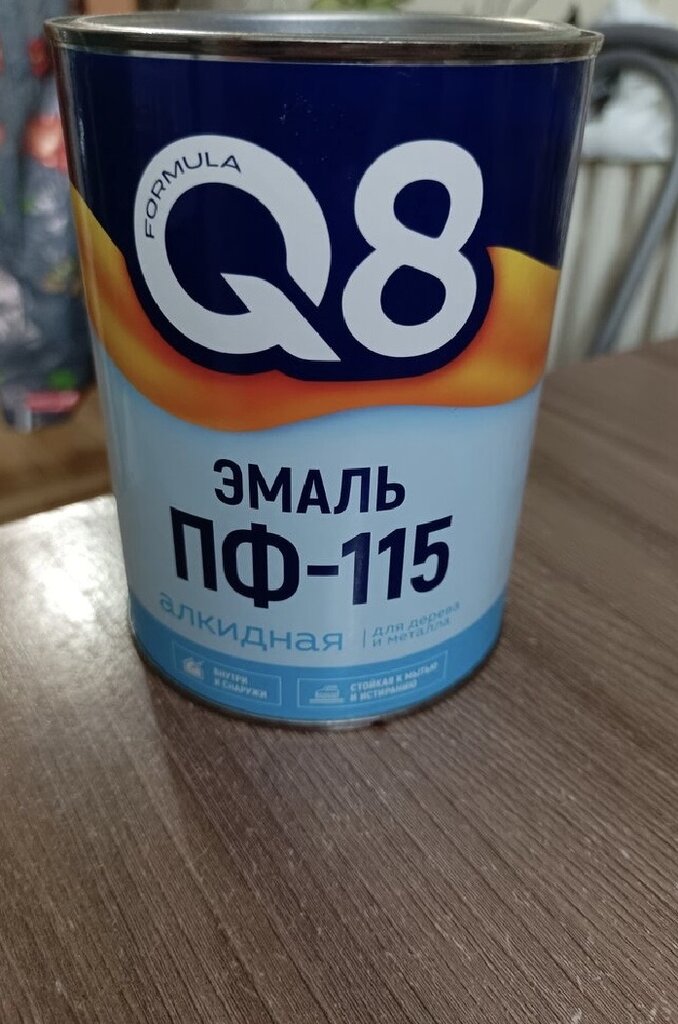 FORMULA
Q8
ЭМАЛЬ
ПФ-115
алкидная
для дерева
и металла
ВНУТРИ
И СНАРУЖИ
СТОЙКАЯ К МЫТЬЮ
И ИСТИРАНИЮ